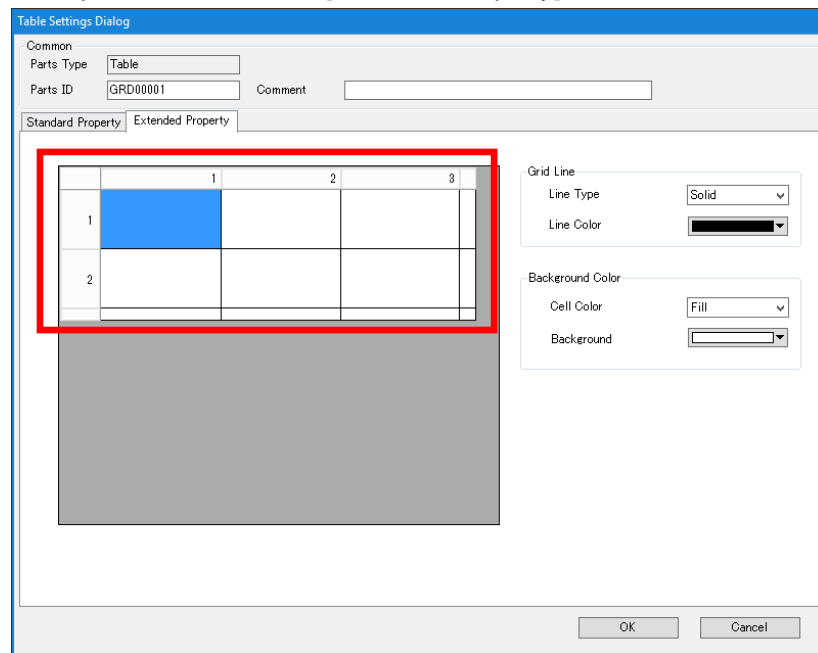 Table Settings Dialog
Common
Parts Type Table
Parts ID GRD00001 Comment
Standard Property Extended Property
1 2 3
1
2
Grid Line
Line Type Solid
Line Color
Background Color
Cell Color Fill
Background
OK Cancel